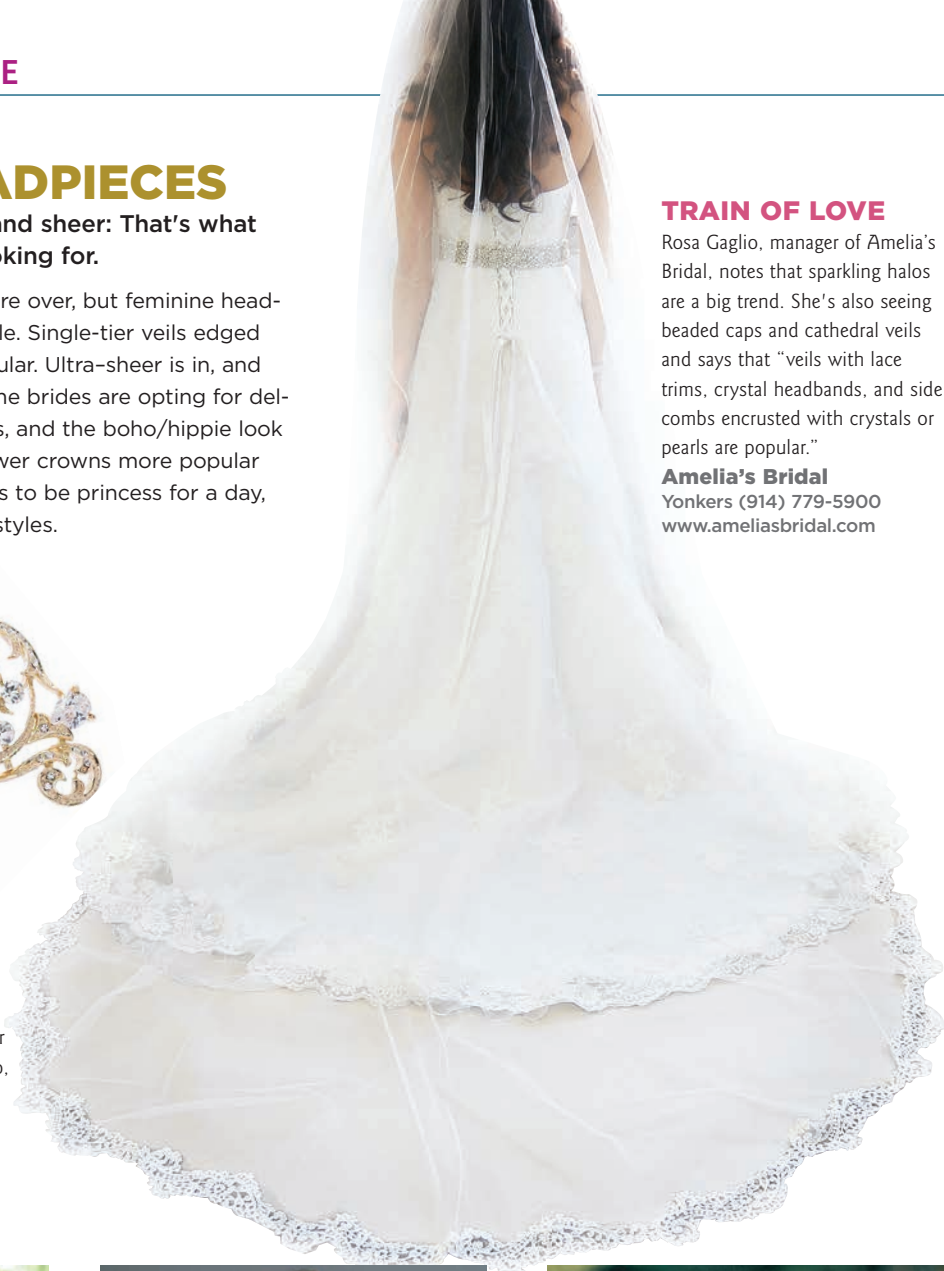 E
ADPIECES
and sheer: That's what
oking for.
re over, but feminine head-
le. Single-tier veils edged
ular. Ultra-sheer is in, and
ne brides are opting for del-
s, and the boho/hippie look
wer crowns more popular
s to be princess for a day,
styles.
TRAIN OF LOVE
Rosa Gaglio, manager of Amelia’s
Bridal, notes that sparkling halos
are a big trend. She's also seeing
beaded caps and cathedral veils
and says that “veils with lace
trims, crystal headbands, and side
combs encrusted with crystals or
pearls are popular.”
Amelia’s Bridal
Yonkers (914) 779-5900
www.ameliasbridal.com
r
,